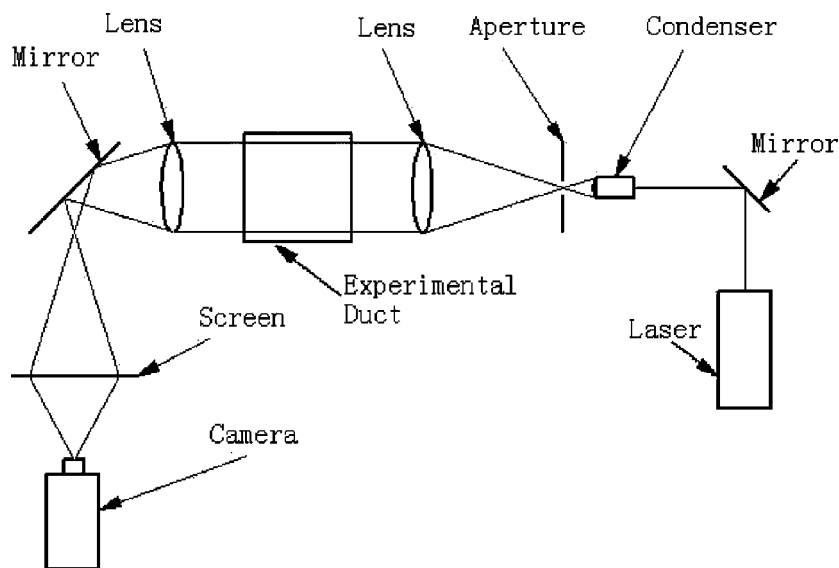 Lens
Lens
Aperture
Condenser
Mirror
Mirror
Experimental
Duct
Screen
Laser
Camera